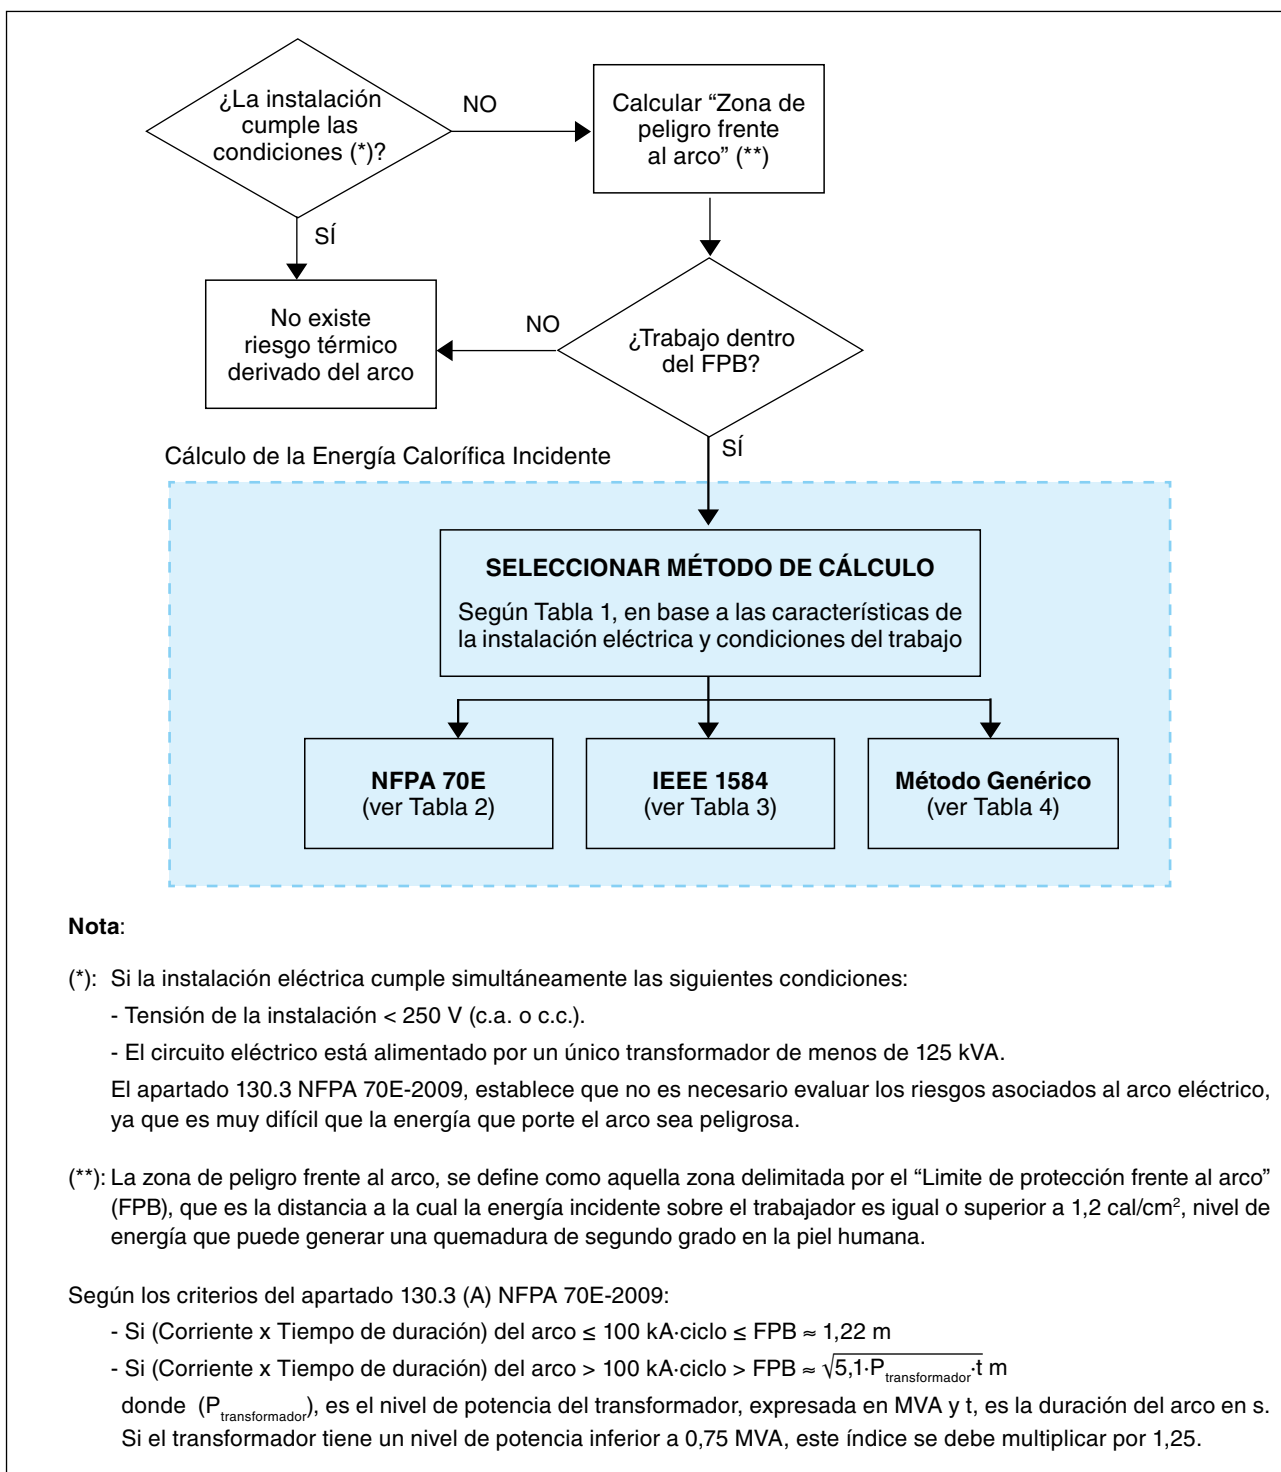 ¿La instalación
cumple las
condiciones (*)?
NO
Calcular “Zona de
peligro frente
al arco” (**)
SÍ
No existe
riesgo térmico
derivado del arco
NO
¿Trabajo dentro
del FPB?
SÍ
Cálculo de la Energía Calorífica Incidente
SELECCIONAR MÉTODO DE CÁLCULO
Según Tabla 1, en base a las características de
la instalación eléctrica y condiciones del trabajo
NFPA 70E
(ver Tabla 2)
IEEE 1584
(ver Tabla 3)
Método Genérico
(ver Tabla 4)
Nota:
(*): Si la instalación eléctrica cumple simultáneamente las siguientes condiciones:
- Tensión de la instalación < 250 V (c.a. o c.c.).
- El circuito eléctrico está alimentado por un único transformador de menos de 125 kVA.
El apartado 130.3 NFPA 70E-2009, establece que no es necesario evaluar los riesgos asociados al arco eléctrico,
ya que es muy difícil que la energía que porte el arco sea peligrosa.
(**): La zona de peligro frente al arco, se define como aquella zona delimitada por el “Limite de protección frente al arco”
(FPB), que es la distancia a la cual la energía incidente sobre el trabajador es igual o superior a 1,2 cal/cm², nivel de
energía que puede generar una quemadura de segundo grado en la piel humana.
Según los criterios del apartado 130.3 (A) NFPA 70E-2009:
- Si (Corriente x Tiempo de duración) del arco ≤ 100 kA·ciclo ≤ FPB ≈ 1,22 m
- Si (Corriente x Tiempo de duración) del arco > 100 kA·ciclo > FPB ≈ √5,1·P transformador·t m
donde (P transformador), es el nivel de potencia del transformador, expresada en MVA y t, es la duración del arco en s.
Si el transformador tiene un nivel de potencia inferior a 0,75 MVA, este índice se debe multiplicar por 1,25.